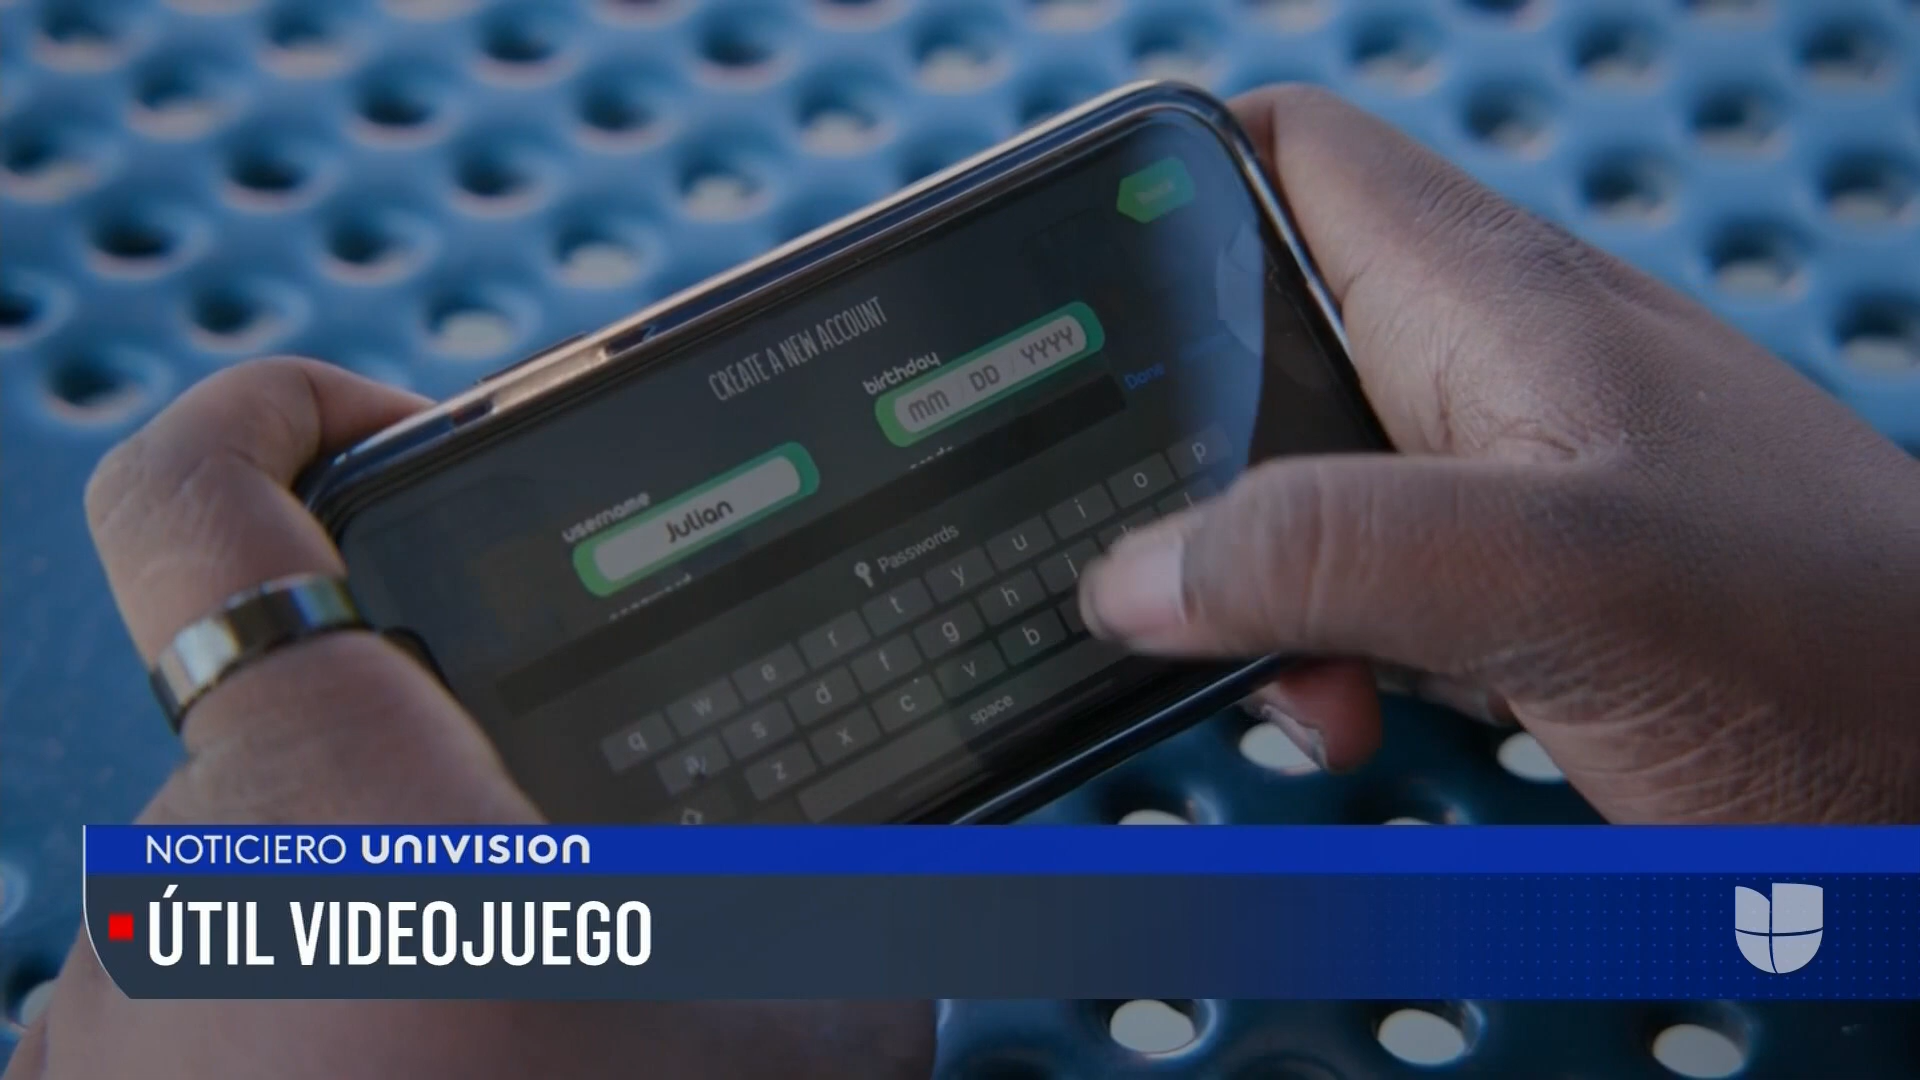 CREATE A NEW ACCOUNT
birthday
MM / DD / YYYY
Done
username
Julian
Passwords
q w e r t y u i o p
a s d f g h j
z x c v b
space
NOTICIERO UNIVISION
ÚTIL VIDEOJUEGO